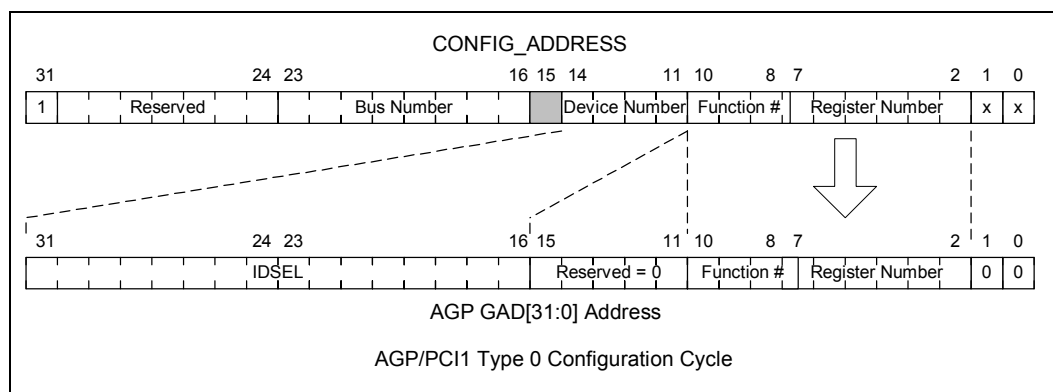 CONFIG_ADDRESS
31 24 23 16 15 14 11 10 8 7 2 1 0
1 Reserved Bus Number Device Number Function # Register Number x x
31 24 23 16 15 11 10 8 7 2 1 0
IDSEL Reserved = 0 Function # Register Number 0 0
AGP GAD[31:0] Address
AGP/PCI1 Type 0 Configuration Cycle